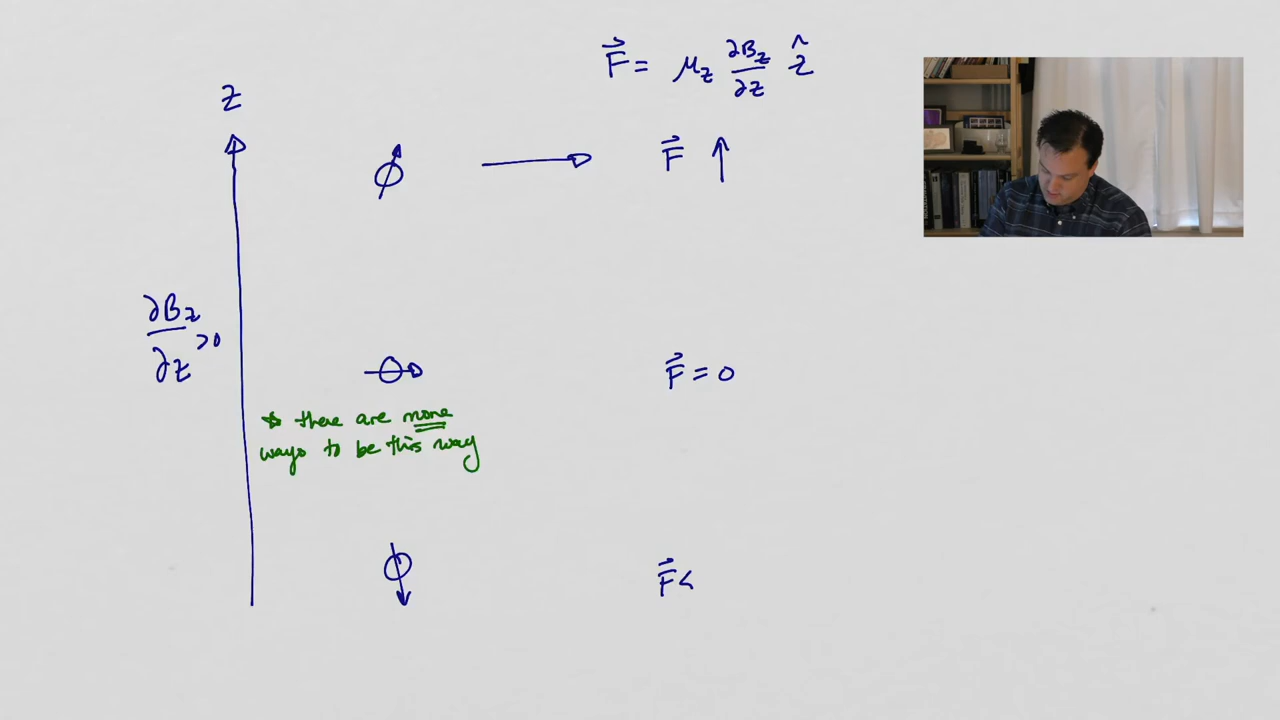 F⃗ = μ_z ∂B_z/∂z ẑ
z
F⃗ ↑
∂B_z/∂z >0
F⃗ = 0
* there are more
ways to be this way
F⃗ <